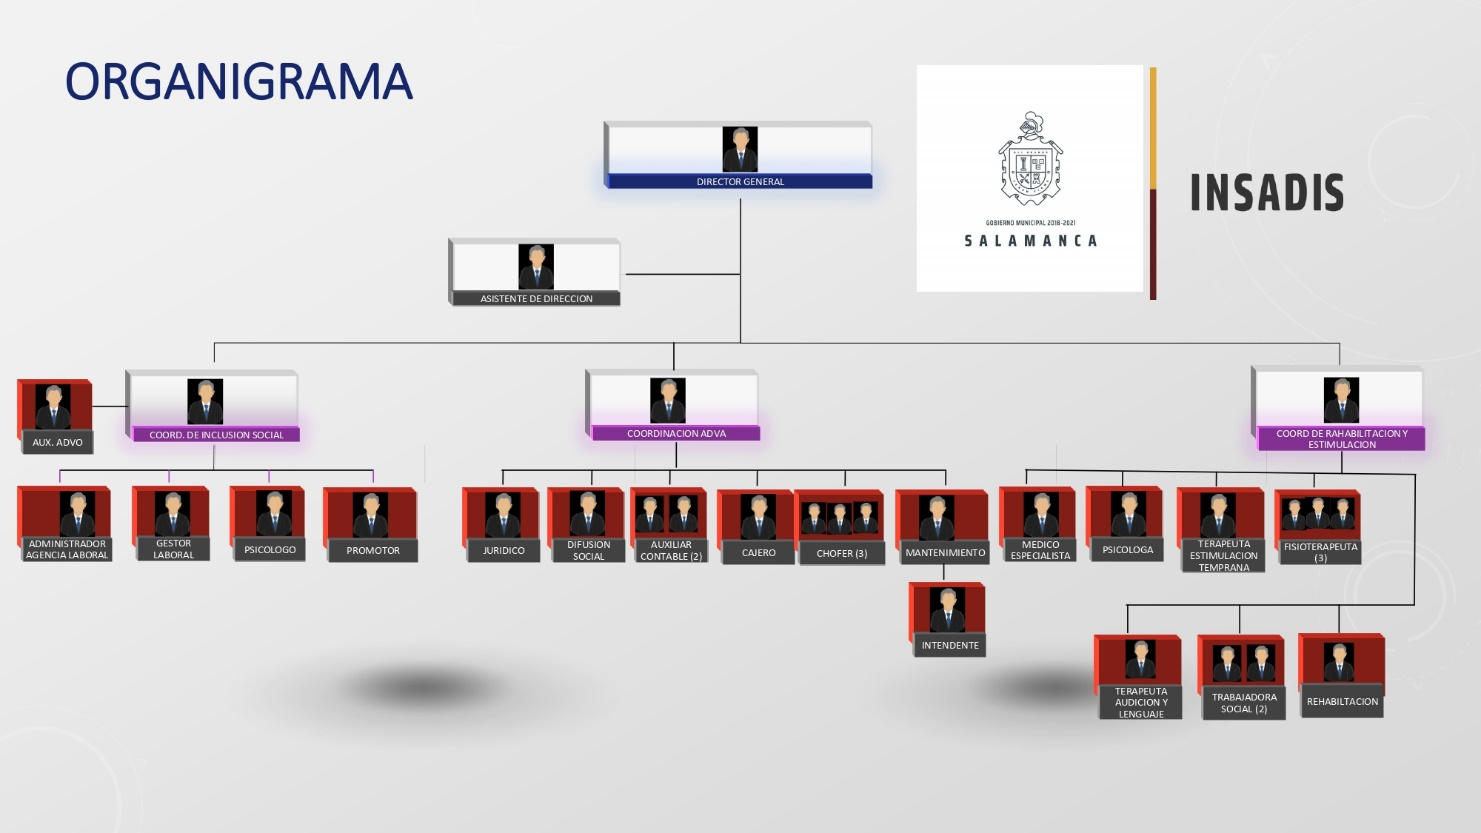 ORGANIGRAMA
DIRECTOR GENERAL
GOBIERNO MUNICIPAL 2018-2021
SALAMANCA
INSADIS
ASISTENTE DE DIRECCION
AUX. ADVO
COORD. DE INCLUSION SOCIAL
COORDINACION ADVA
COORD DE RAHABILITACION Y
ESTIMULACION
ADMINISTRADOR
AGENCIA LABORAL
GESTOR
LABORAL
PSICOLOGO
PROMOTOR
JURIDICO
DIFUSION
SOCIAL
AUXILIAR
CONTABLE (2)
CAJERO
CHOFER (3)
MANTENIMIENTO
MEDICO
ESPECIALISTA
PSICOLOGA
TERAPEUTA
ESTIMULACION
TEMPRANA
FISIOTERAPEUTA
(3)
INTENDENTE
TERAPEUTA
AUDICION Y
LENGUAJE
TRABAJADORA
SOCIAL (2)
REHABILTACION